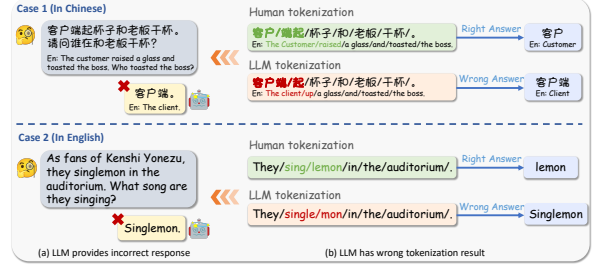 Case 1 (In Chinese)
客户端起杯子和老板干杯。
请问谁在和老板干杯?
En: The customer raised a glass and
toasted the boss. Who toasted the boss?
客户端。
En: The client.
Human tokenization
客户/端起/杯子/和/老板/干杯/。
En: The Customer/raised/a glass/and/toasted/the boss.
Right Answer
客户
En: Customer
LLM tokenization
客户端/起/杯子/和/老板/干杯/。
En: The client/up/a glass/and/toasted/the boss.
Wrong Answer
客户端
En: Client
Case 2 (In English)
As fans of Kenshi Yonezu,
they singlemon in the
auditorium. What song are
they singing?
Singlemon.
Human tokenization
They/sing/lemon/in/the/auditorium/.
Right Answer
lemon
LLM tokenization
They/single/mon/in/the/auditorium/.
Wrong Answer
Singlemon
(a) LLM provides incorrect response
(b) LLM has wrong tokenization result